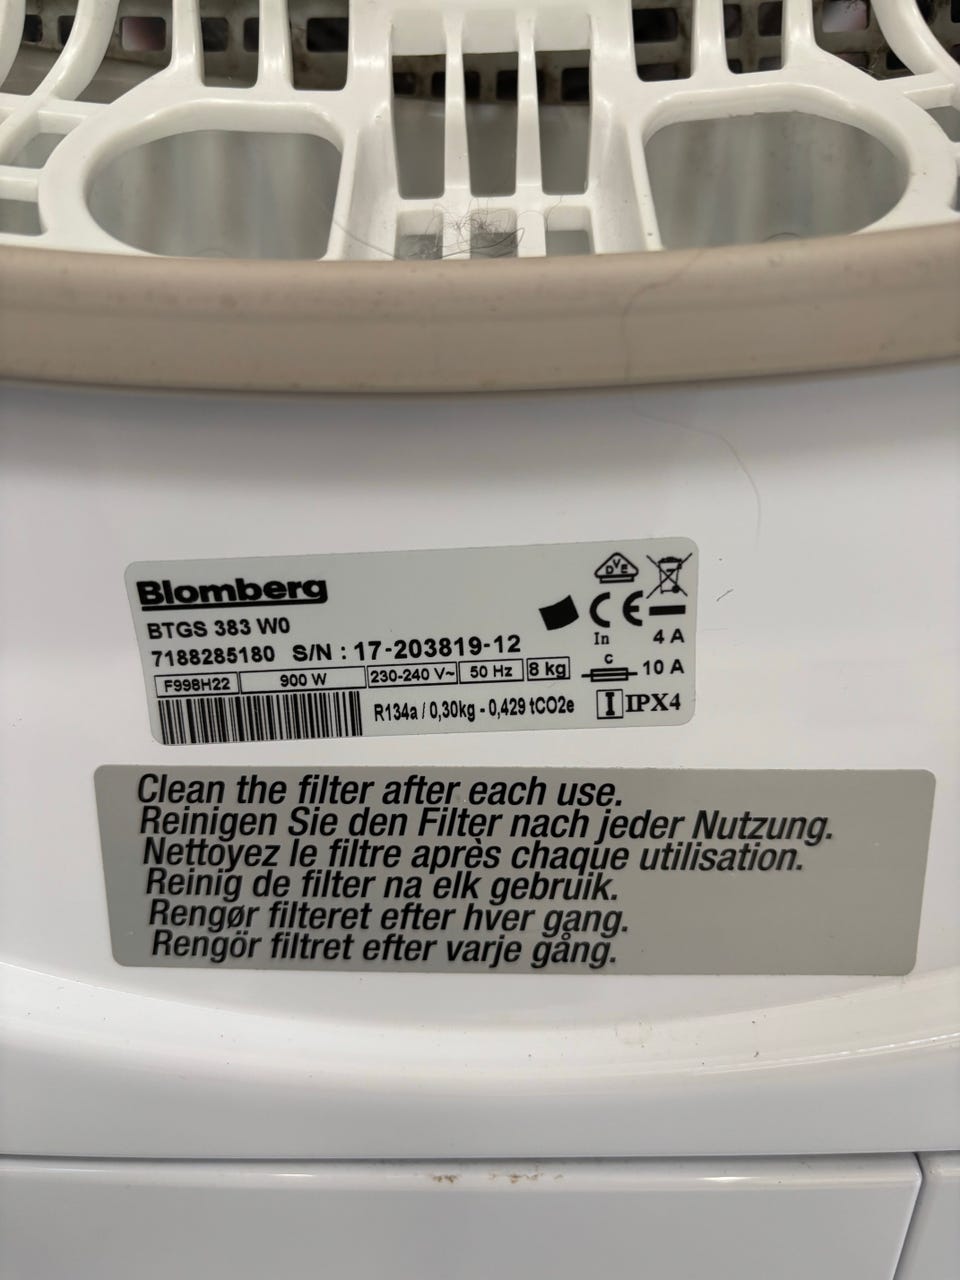 Blomberg
BTGS 383 W0
7188285180 S/N : 17-203819-12
F998H22 900 W 230-240 V~ 50 Hz 8 kg
R134a / 0,30kg - 0,429 tCO2e
DVE
CE
In 4 A
C 10 A
I IPX4
Clean the filter after each use.
Reinigen Sie den Filter nach jeder Nutzung.
Nettoyez le filtre après chaque utilisation.
Reinig de filter na elk gebruik.
Rengør filteret efter hver gang.
Rengör filtret efter varje gång.